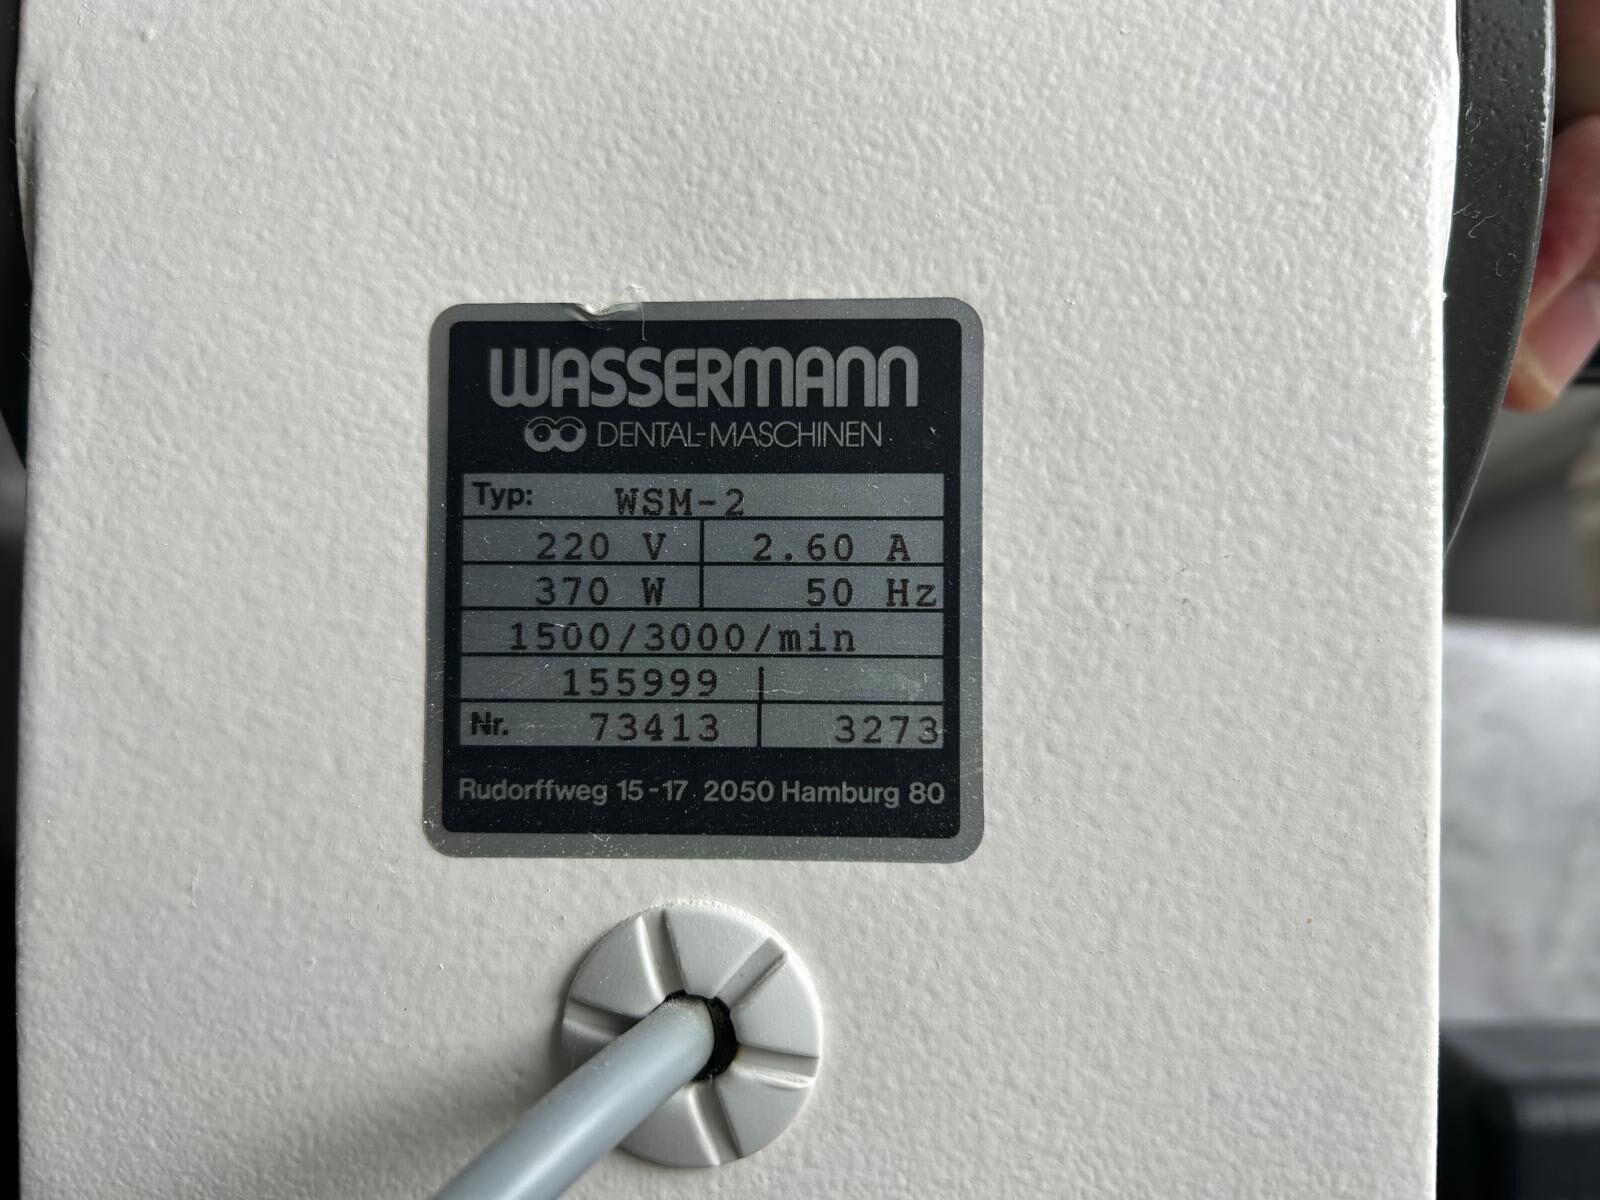 WASSERMANN
DENTAL-MASCHINEN
Typ: WSM-2
220 V 2.60 A
370 W 50 Hz
1500/3000/min
155999
Nr. 73413 3273
Rudorffweg 15-17 2050 Hamburg 80